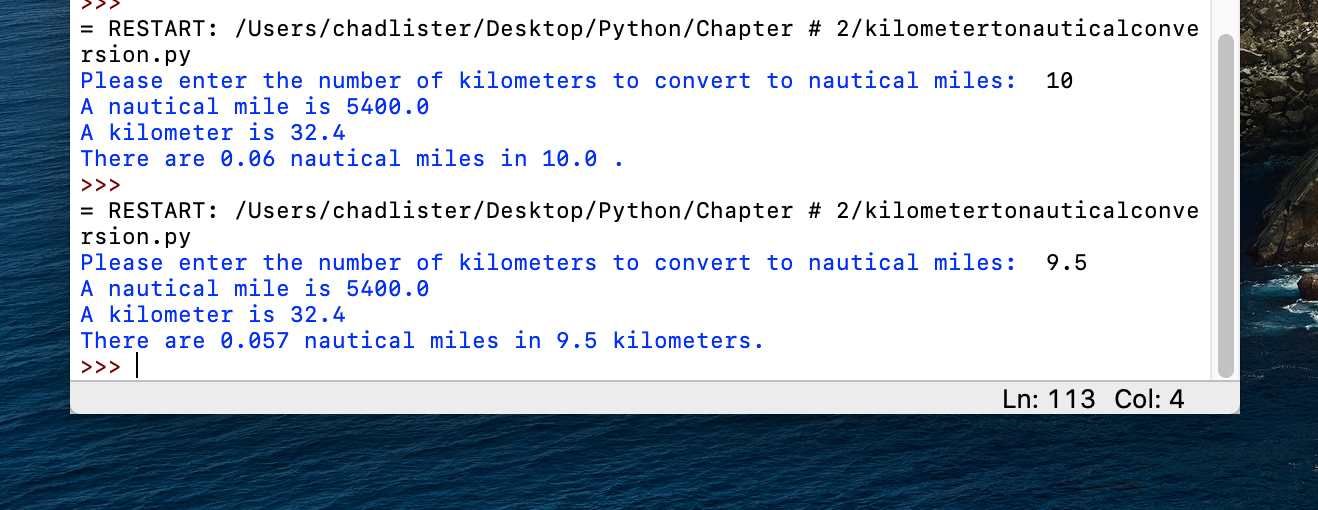 >>>
= RESTART: /Users/chadlister/Desktop/Python/Chapter # 2/kilometertonauticalconve
rsion.py
Please enter the number of kilometers to convert to nautical miles:  10
A nautical mile is 5400.0
A kilometer is 32.4
There are 0.06 nautical miles in 10.0 .
>>>
= RESTART: /Users/chadlister/Desktop/Python/Chapter # 2/kilometertonauticalconve
rsion.py
Please enter the number of kilometers to convert to nautical miles:  9.5
A nautical mile is 5400.0
A kilometer is 32.4
There are 0.057 nautical miles in 9.5 kilometers.
>>>
Ln: 113 Col: 4